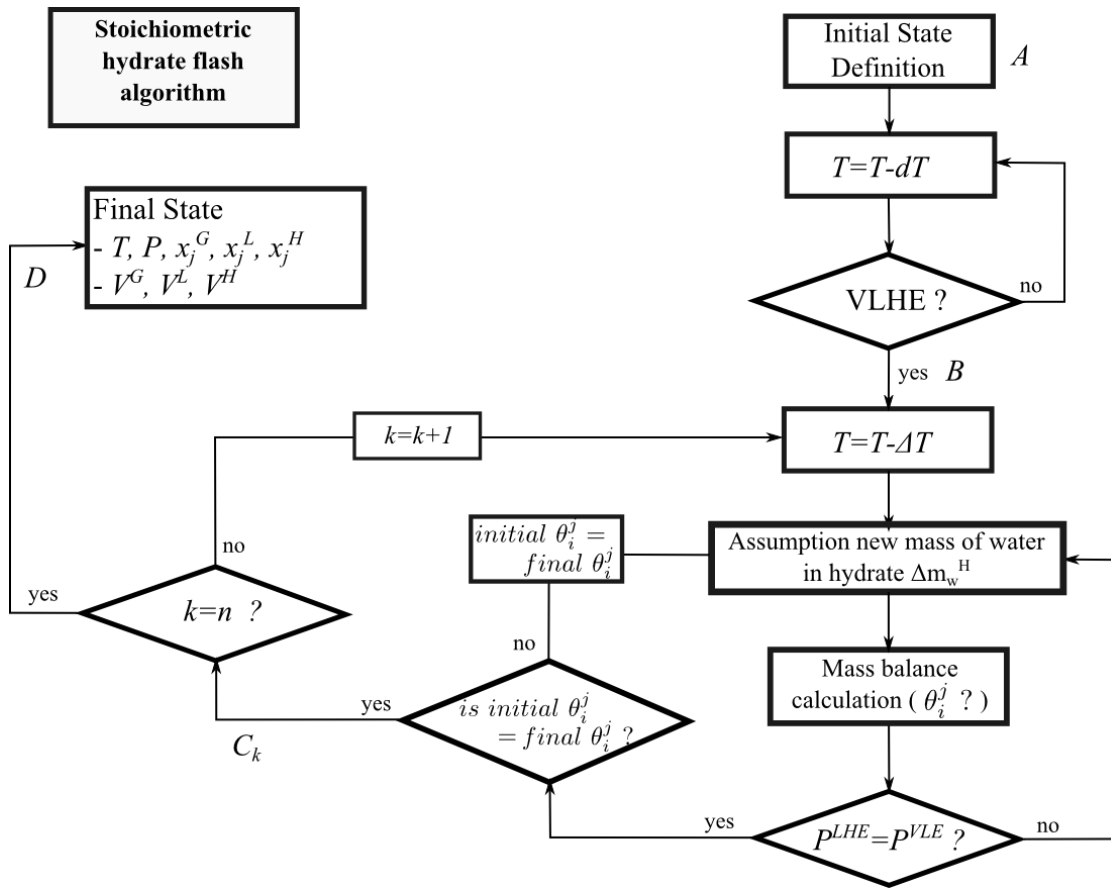 Stoichiometric
hydrate flash
algorithm
Initial State
Definition
A
T=T-dT
Final State
- T, P, x_j^G, x_j^L, x_j^H
- V^G, V^L, V^H
D
VLHE ?
no
yes
B
k=k+1
T=T-ΔT
initial θ_i^j =
final θ_i^j
Assumption new mass of water
in hydrate Δm_w^H
no
yes
k=n ?
no
Mass balance
calculation ( θ_i^j ? )
yes
is initial θ_i^j
= final θ_i^j ?
C_k
yes
P^LHE=P^VLE ?
no